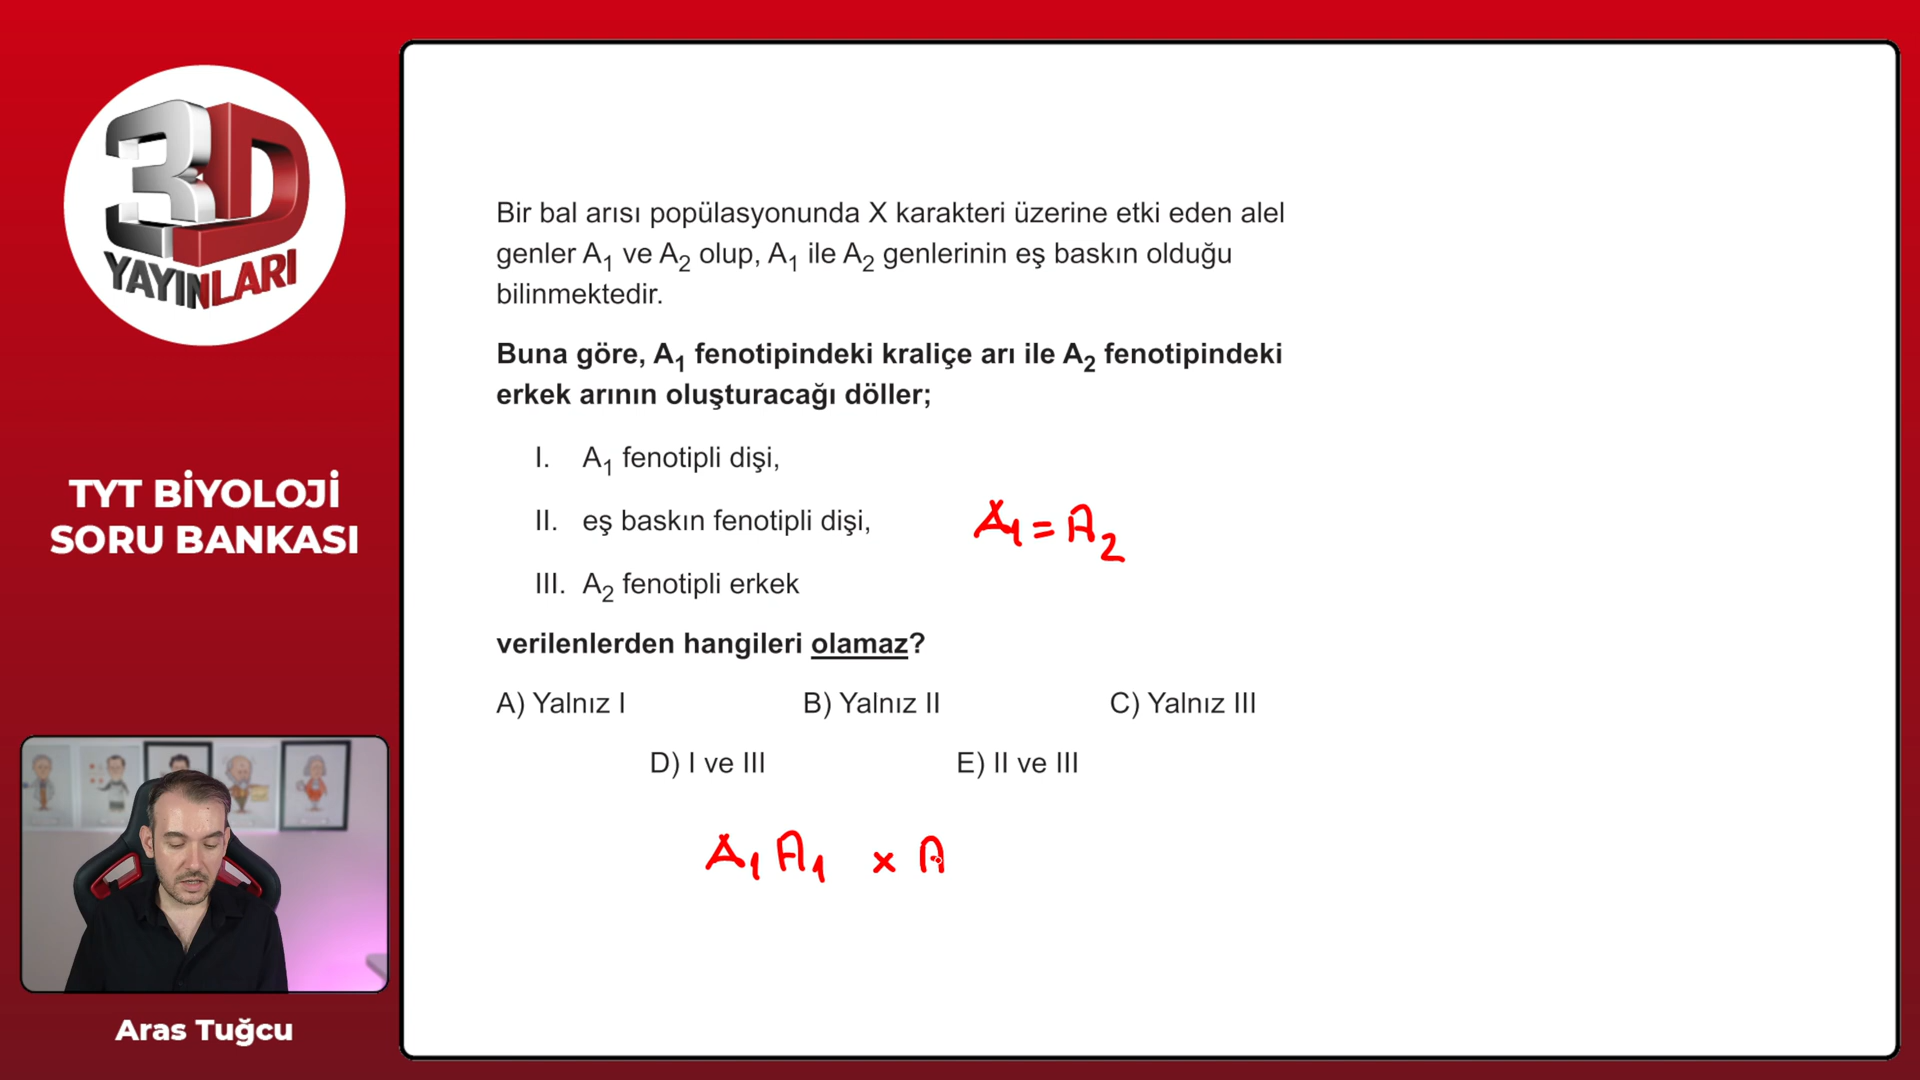 3D
YAYINLARI
TYT BİYOLOJİ
SORU BANKASI
Aras Tuğcu
Bir bal arısı popülasyonunda X karakteri üzerine etki eden alel
genler A₁ ve A₂ olup, A₁ ile A₂ genlerinin eş baskın olduğu
bilinmektedir.
Buna göre, A₁ fenotipindeki kraliçe arı ile A₂ fenotipindeki
erkek arının oluşturacağı döller;
I. A₁ fenotipli dişi,
II. eş baskın fenotipli dişi,
A₁ = A₂
III. A₂ fenotipli erkek
verilenlerden hangileri olamaz?
A) Yalnız I B) Yalnız II C) Yalnız III
D) I ve III E) II ve III
A₁ A₁ x A